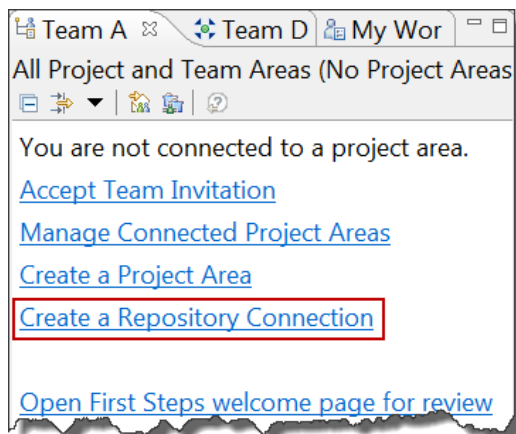 Team A Team D My Wor
All Project and Team Areas (No Project Areas
You are not connected to a project area.
Accept Team Invitation
Manage Connected Project Areas
Create a Project Area
Create a Repository Connection
Open First Steps welcome page for review